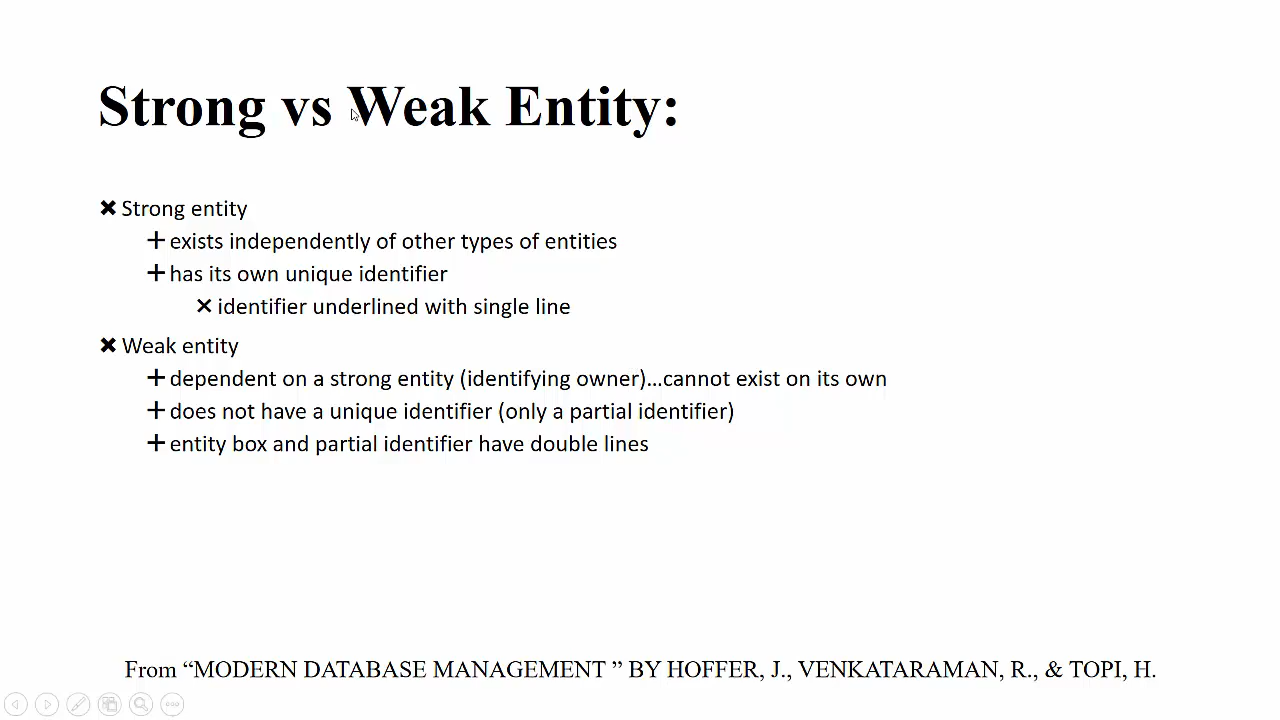 Strong vs Weak Entity:
Strong entity
exists independently of other types of entities
has its own unique identifier
identifier underlined with single line
Weak entity
dependent on a strong entity (identifying owner)…cannot exist on its own
does not have a unique identifier (only a partial identifier)
entity box and partial identifier have double lines
From “MODERN DATABASE MANAGEMENT ” BY HOFFER, J., VENKATARAMAN, R., & TOPI, H.